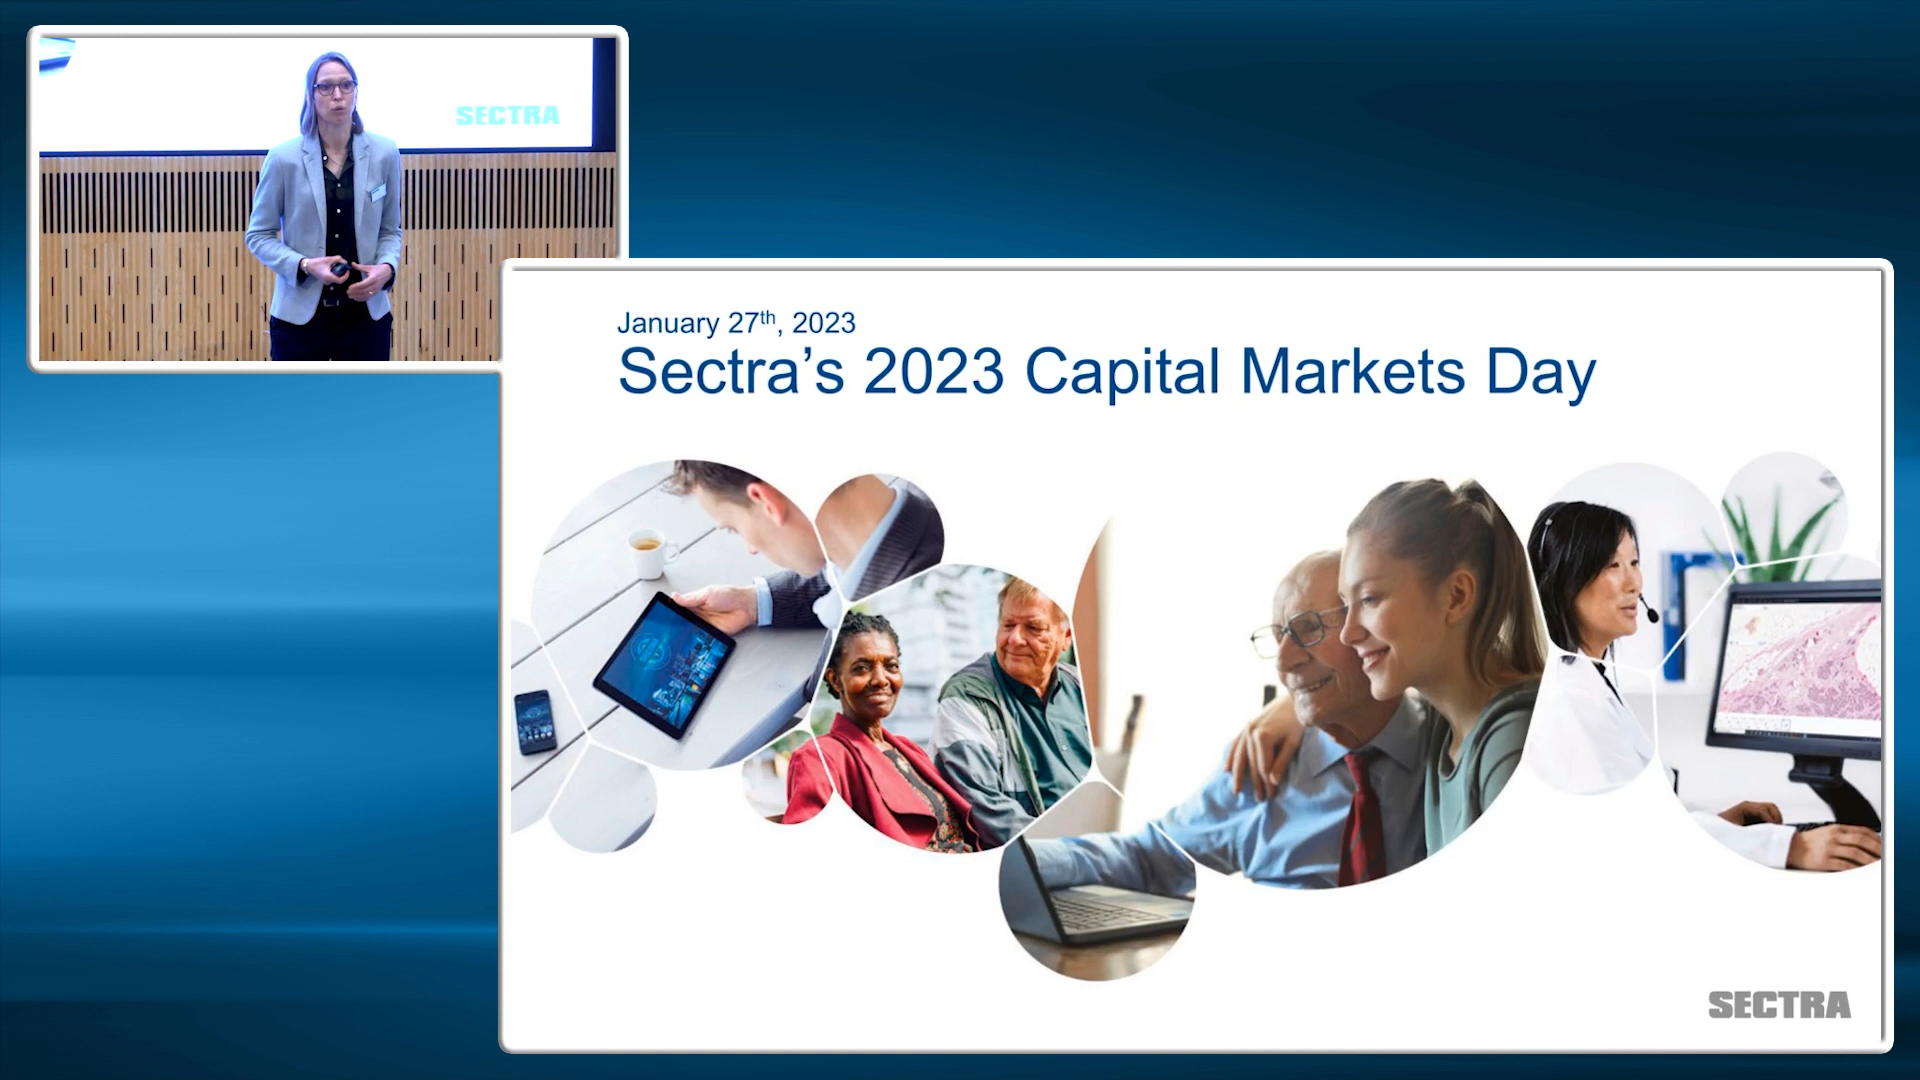 SECTRA
January 27th, 2023
Sectra’s 2023 Capital Markets Day
SECTRA